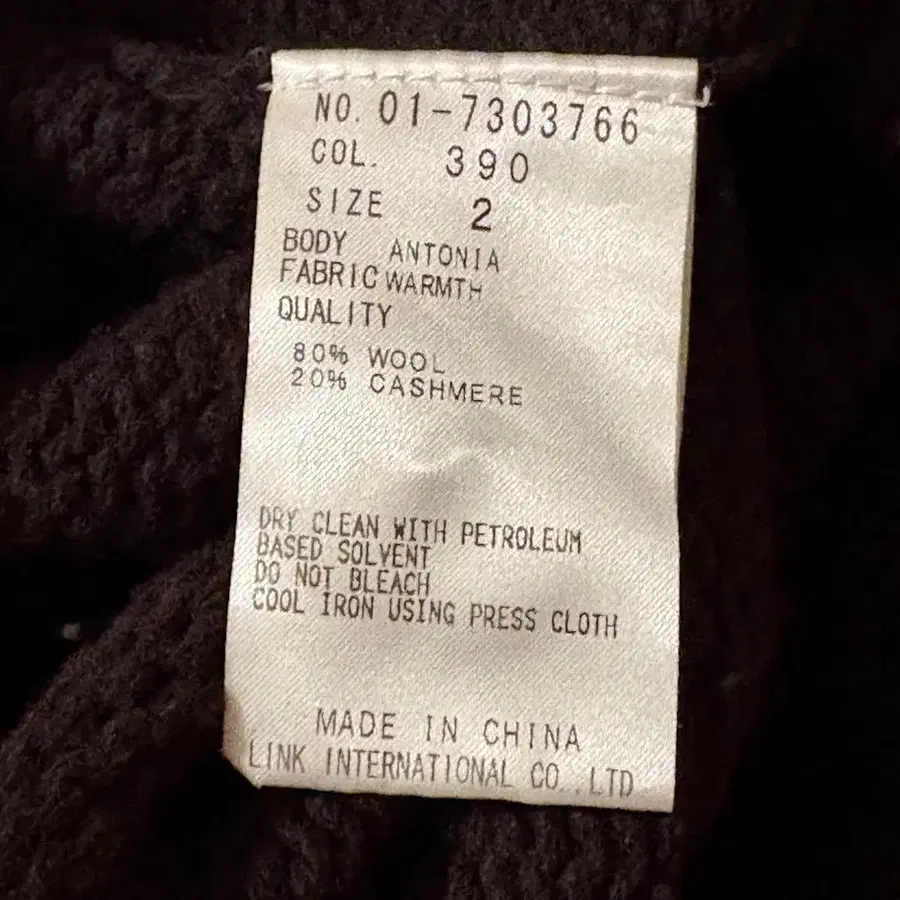 NO. 01-7303766
COL. 390
SIZE 2
BODY ANTONIA
FABRIC WARMTH
QUALITY
80% WOOL
20% CASHMERE
DRY CLEAN WITH PETROLEUM
BASED SOLVENT
DO NOT BLEACH
COOL IRON USING PRESS CLOTH
MADE IN CHINA
LINK INTERNATIONAL CO.,LTD